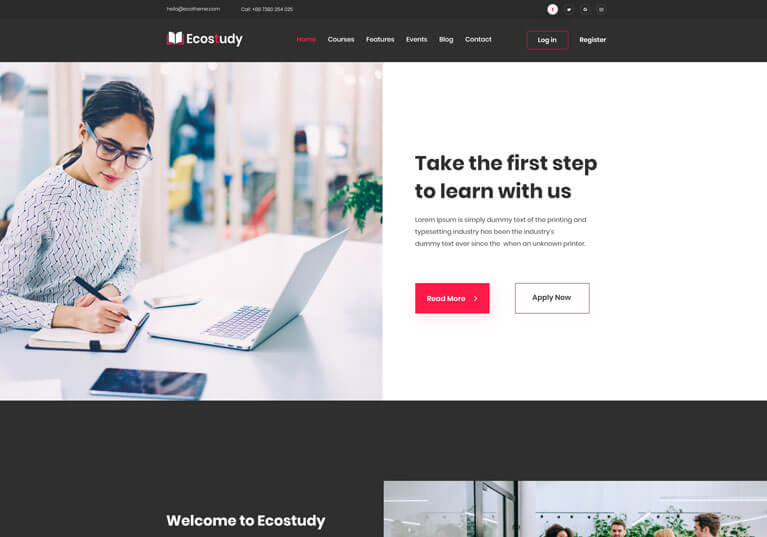 hello@ecotheme.com
Call: +88 7380 354 025
Ecostudy
Home Courses Features Events Blog Contact
Log in
Register
Take the first step
to learn with us
Lorem Ipsum is simply dummy text of the printing and
typesetting industry has been the industry's
dummy text ever since the when an unknown printer.
Read More
Apply Now
Welcome to Ecostudy